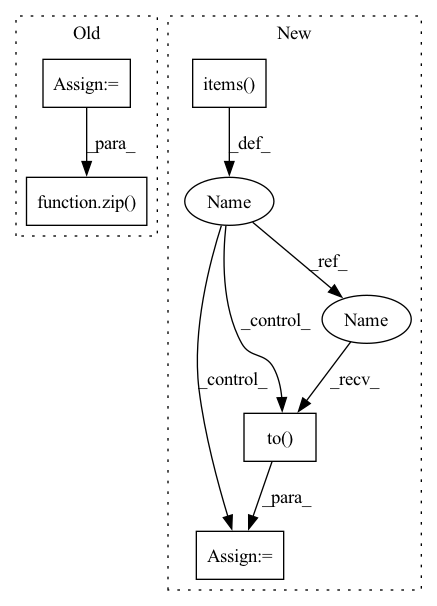 Old
New
Assign:=
items()
_para_
_def_
function.zip()
Name
_ref_
_control_
Name
_control_
_recv_
to()
_para_
Assign:=